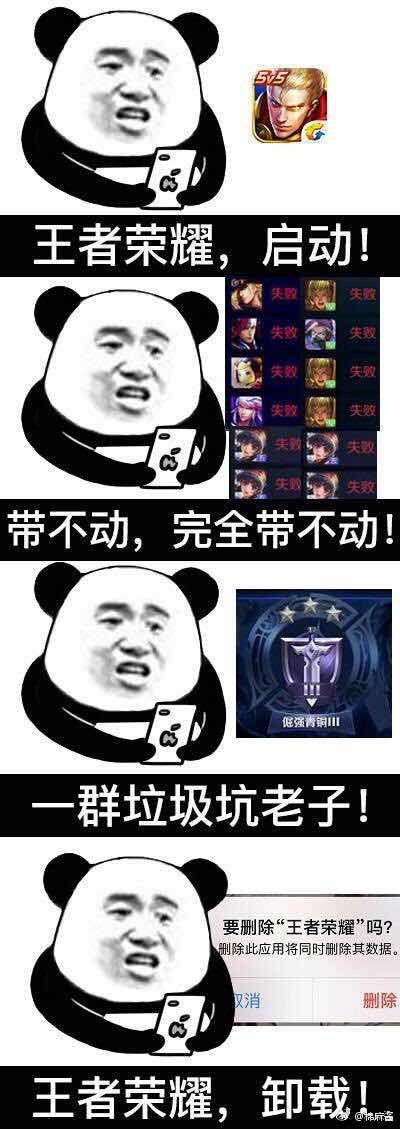 5v5
王者荣耀，启动！
失败 失败
失败 失败
失败 失败
失败 失败
失败 失败
失败 失败
带不动，完全带不动！
倔强青铜III
一群垃圾坑老子！
要删除“王者荣耀”吗？
删除此应用将同时删除其数据。
取消 删除
王者荣耀，卸载！